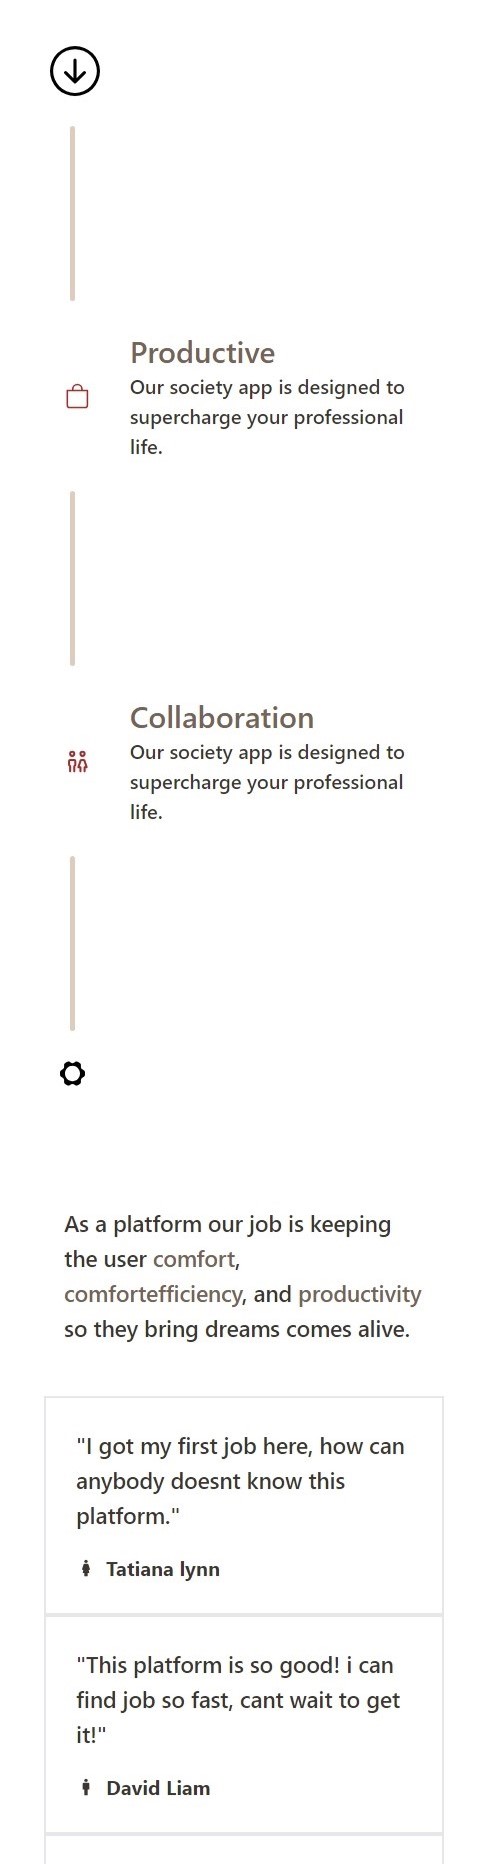 Productive
Our society app is designed to
supercharge your professional
life.
Collaboration
Our society app is designed to
supercharge your professional
life.
As a platform our job is keeping
the user comfort,
comfortefficiency, and productivity
so they bring dreams comes alive.
"I got my first job here, how can
anybody doesnt know this
platform."
Tatiana lynn
"This platform is so good! i can
find job so fast, cant wait to get
it!"
David Liam